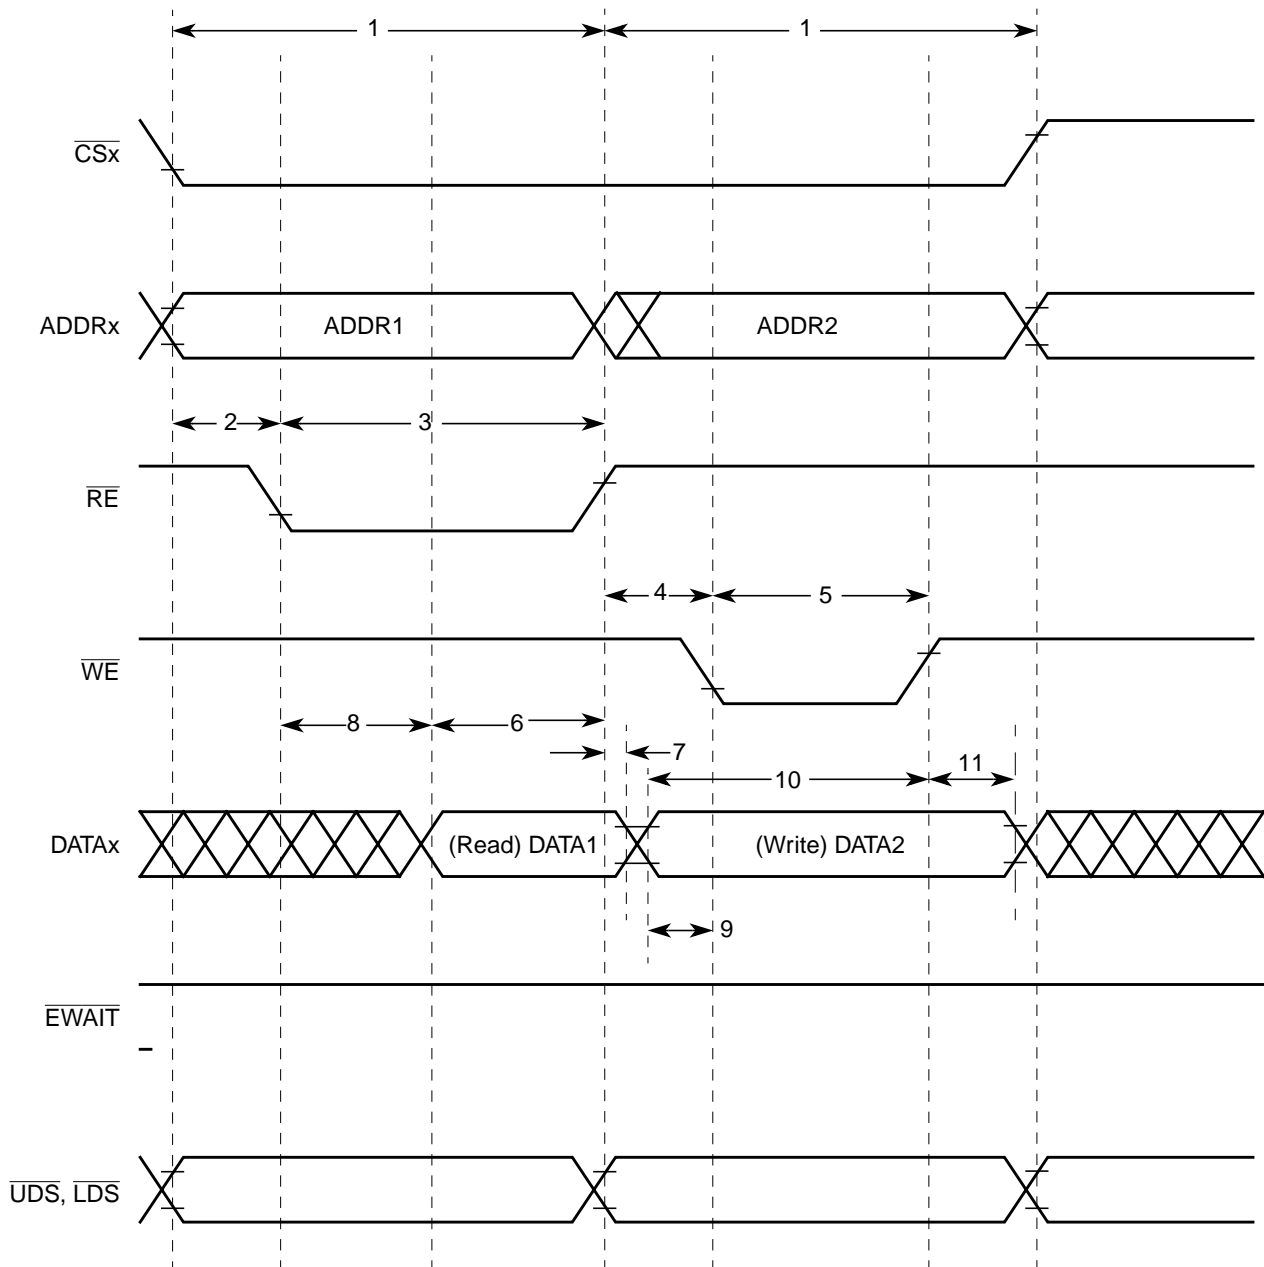 1 1
CSx
ADDRx ADDR1 ADDR2
2 3
RE
4 5
WE
8 6
7
10 11
DATAx (Read) DATA1 (Write) DATA2
9
EWAIT
UDS, LDS